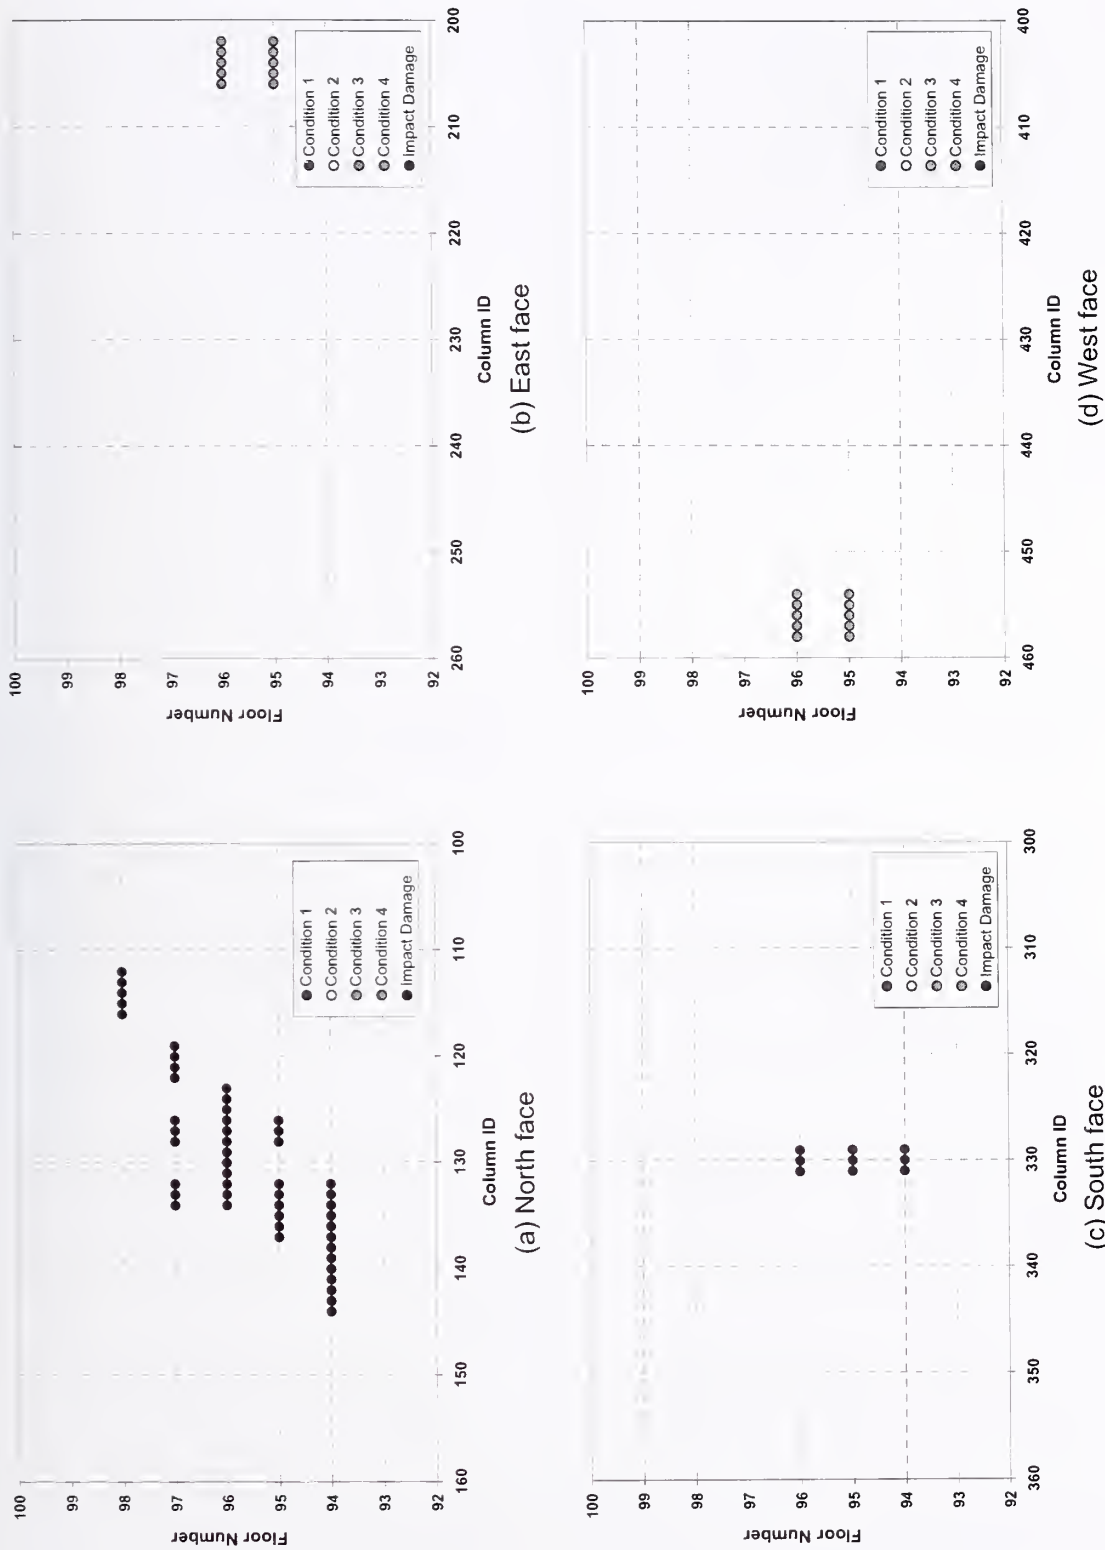 100
99
98
97
96
95
94
93
92
Floor Number
160
150
140
130
120
110
100
Column ID
Condition 1
Condition 2
Condition 3
Condition 4
Impact Damage
(a) North face
100
99
98
97
96
95
94
93
92
Floor Number
260
250
240
230
220
210
200
Column ID
Condition 1
Condition 2
Condition 3
Condition 4
Impact Damage
(b) East face
100
99
98
97
96
95
94
93
92
Floor Number
360
350
340
330
320
310
300
Column ID
Condition 1
Condition 2
Condition 3
Condition 4
Impact Damage
(c) South face
100
99
98
97
96
95
94
93
92
Floor Number
460
450
440
430
420
410
400
Column ID
Condition 1
Condition 2
Condition 3
Condition 4
Impact Damage
(d) West face